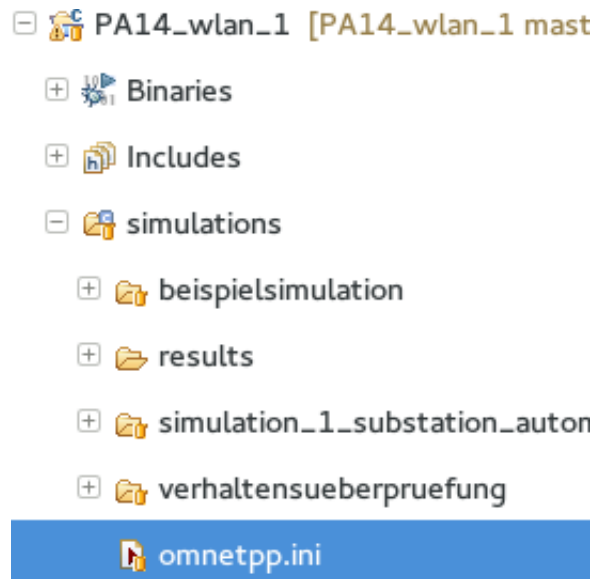 PA14_wlan_1 [PA14_wlan_1 mast
Binaries
Includes
simulations
beispielsimulation
results
simulation_1_substation_autom
verhaltensueberpruefung
omnetpp.ini